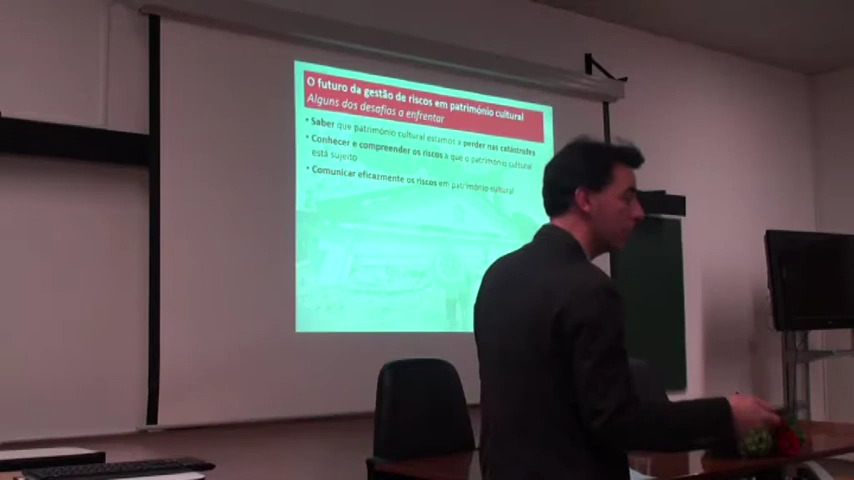 O futuro da gestão de riscos em património cultural
Alguns dos desafios a enfrentar
• Saber que património cultural estamos a perder nas catástrofes
• Conhecer e compreender os riscos a que o património cultural
está sujeito
• Comunicar eficazmente os riscos em património cultural